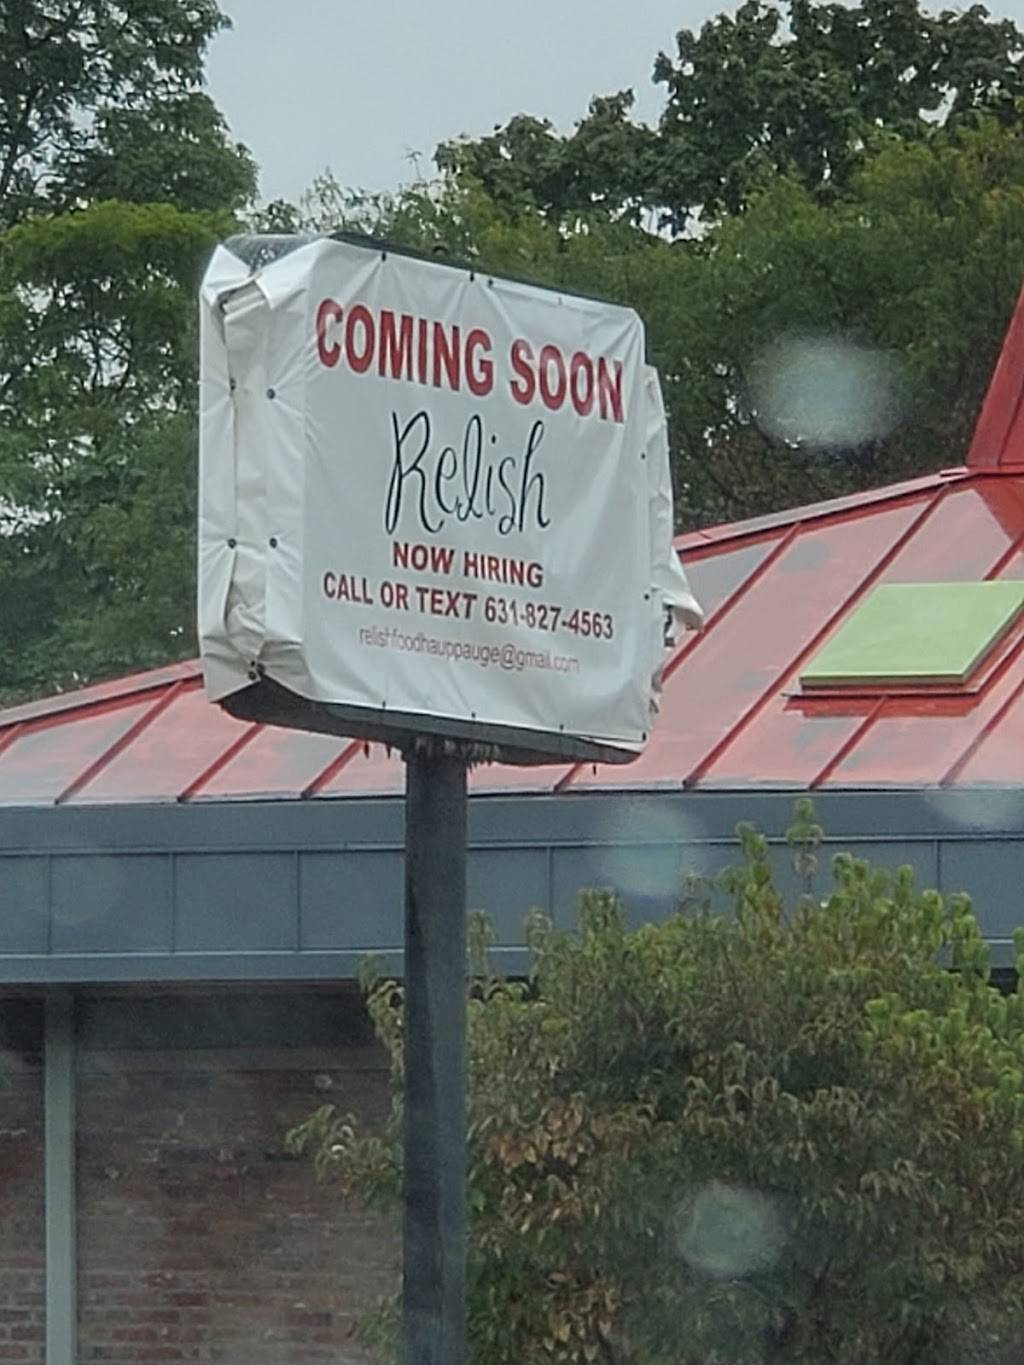 COMING SOON
Relish
NOW HIRING
CALL OR TEXT 631-827-4563
relishfoodhauppauge@gmail.com